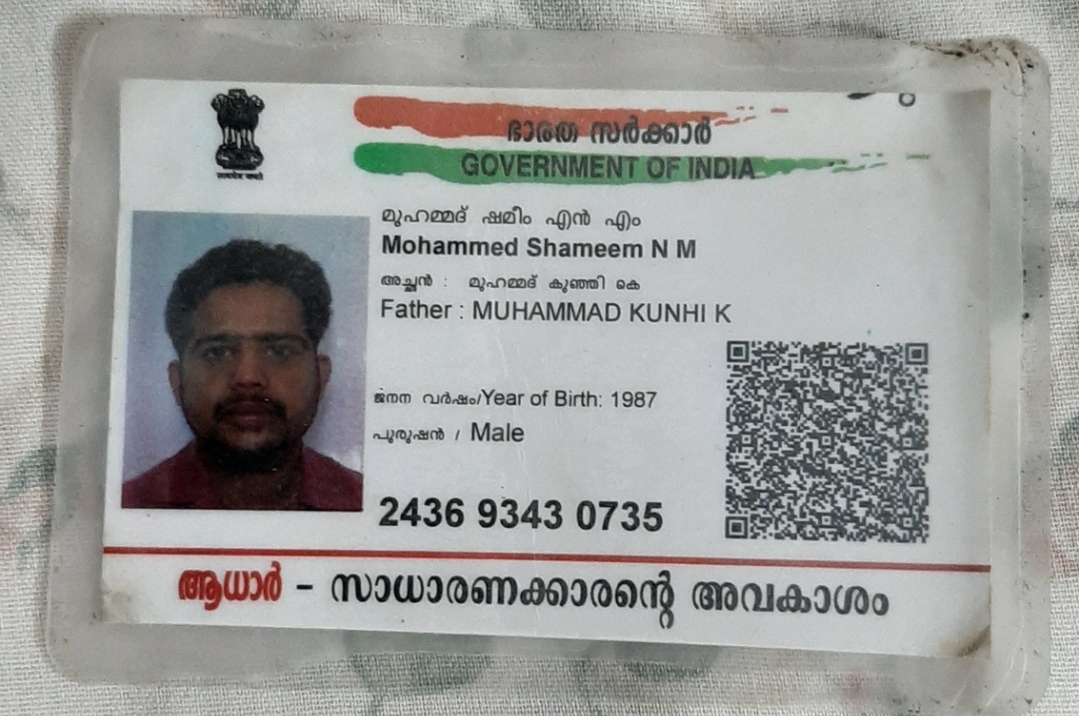 ഭാരത സർക്കാർ
GOVERNMENT OF INDIA
മുഹമ്മദ് ഷമീം എൻ എം
Mohammed Shameem N M
അച്ഛൻ : മുഹമ്മദ് കുഞ്ഞി കെ
Father : MUHAMMAD KUNHI K
ജനന വർഷം/Year of Birth: 1987
പുരുഷൻ / Male
2436 9343 0735
ആധാർ – സാധാരണക്കാരന്റെ അവകാശം